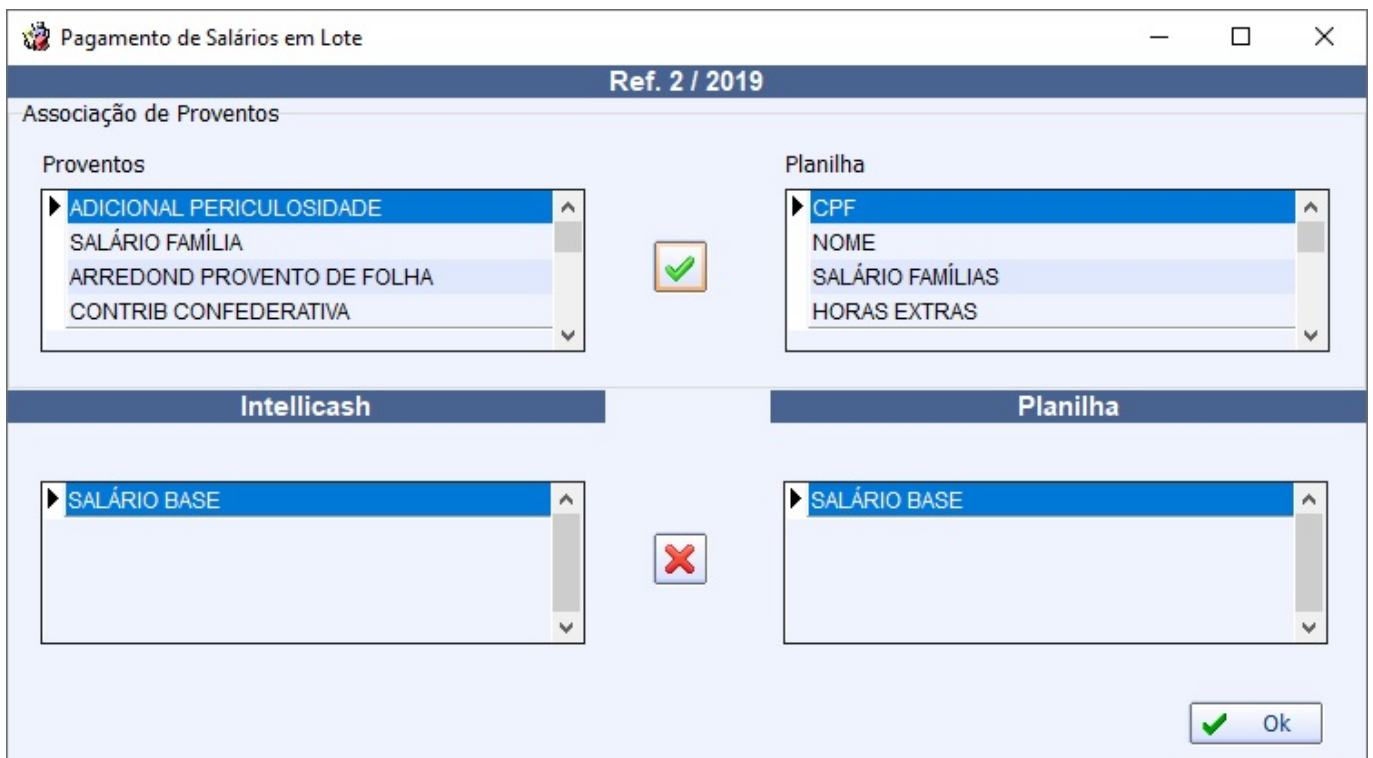 Pagamento de Salários em Lote
Ref. 2 / 2019
Associação de Proventos
Proventos
ADICIONAL PERICULOSIDADE
SALÁRIO FAMÍLIA
ARREDOND PROVENTO DE FOLHA
CONTRIB CONFEDERATIVA
Planilha
CPF
NOME
SALÁRIO FAMÍLIAS
HORAS EXTRAS
Intellicash
SALÁRIO BASE
Planilha
SALÁRIO BASE
Ok